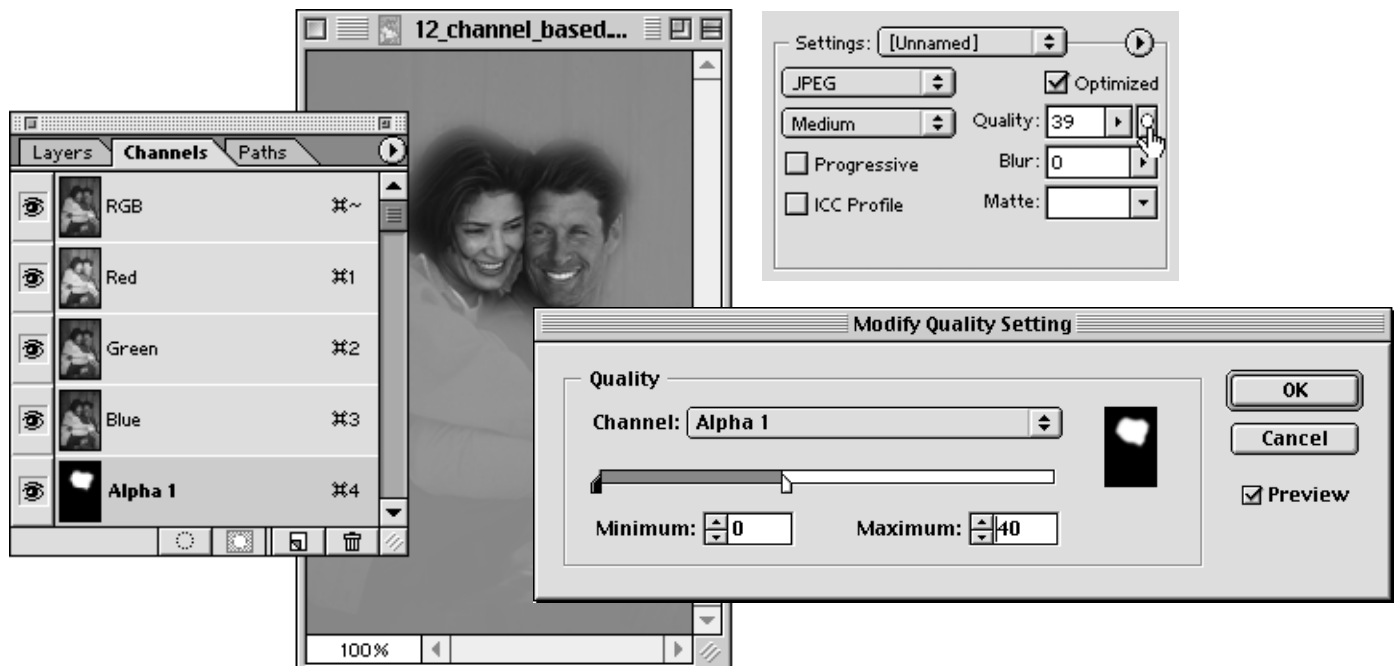 12_channel_based....
Layers Channels Paths
RGB ⌘~
Red ⌘1
Green ⌘2
Blue ⌘3
Alpha 1 ⌘4
100%
Settings: [Unnamed]
JPEG Optimized
Medium Quality: 39
Progressive Blur: 0
ICC Profile Matte:
Modify Quality Setting
Quality
Channel: Alpha 1
Minimum: 0 Maximum: 40
OK
Cancel
Preview